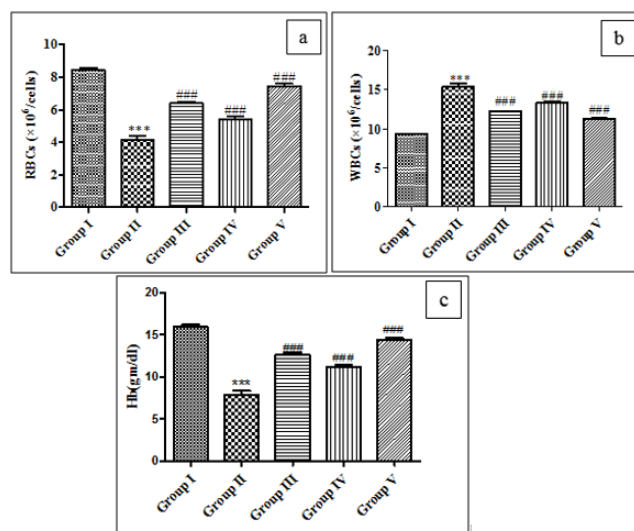 a
10
8
6
4
2
0
RBCs (×10⁶/cells)
***
###
###
###
Group I
Group II
Group III
Group IV
Group V
b
20
15
10
5
0
WBCs (×10⁶/cells)
***
###
###
###
Group I
Group II
Group III
Group IV
Group V
c
20
15
10
5
0
Hb(gm/dl)
***
###
###
###
Group I
Group II
Group III
Group IV
Group V